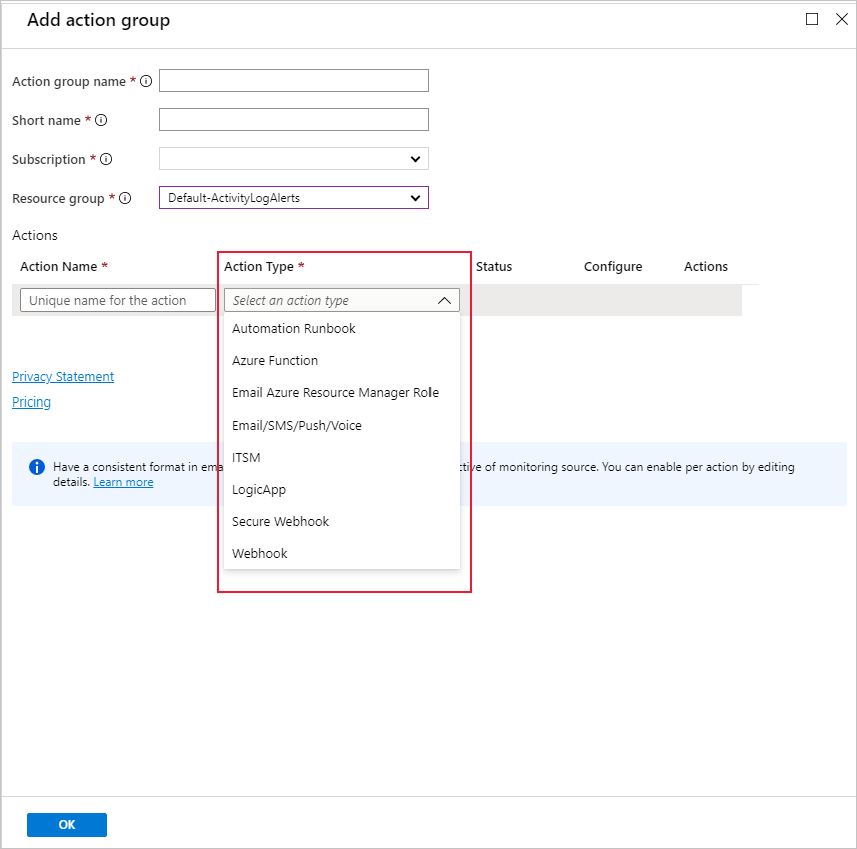 Add action group
Action group name *
Short name *
Subscription *
Resource group *
Default-ActivityLogAlerts
Actions
Action Name * Action Type * Status Configure Actions
Unique name for the action Select an action type
Automation Runbook
Azure Function
Email Azure Resource Manager Role
Email/SMS/Push/Voice
ITSM
LogicApp
Secure Webhook
Webhook
Privacy Statement
Pricing
Have a consistent format in of monitoring source. You can enable per action by editing
details. Learn more
OK